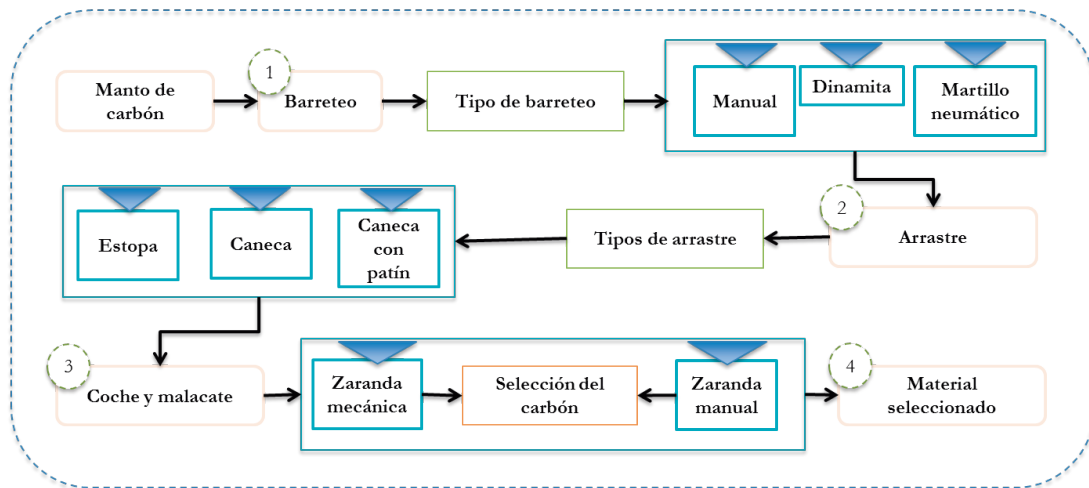 1
Manto de
carbón
Barreteo
Tipo de barreteo
Manual
Dinamita
Martillo
neumático
2
Arrastre
Tipos de arrastre
Caneca
con
patín
Caneca
Estopa
3
Coche y malacate
Zaranda
mecánica
Selección del
carbón
Zaranda
manual
4
Material
seleccionado